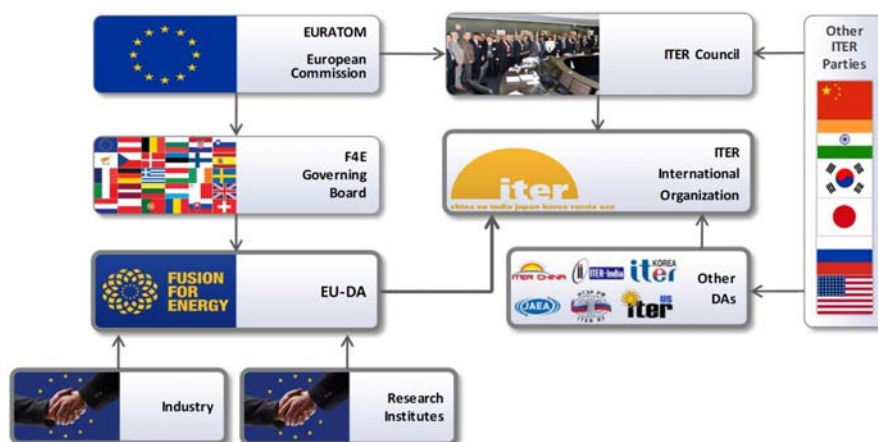 EURATOM
European
Commission
ITER Council
Other
ITER
Parties
F4E
Governing
Board
iter
china eu india japan korea russia usa
ITER
International
Organization
FUSION
FOR
ENERGY
EU-DA
ITER CHINA
ITER-India
KOREA
iter
JAEA
iter
US
Other
DAs
Industry
Research
Institutes